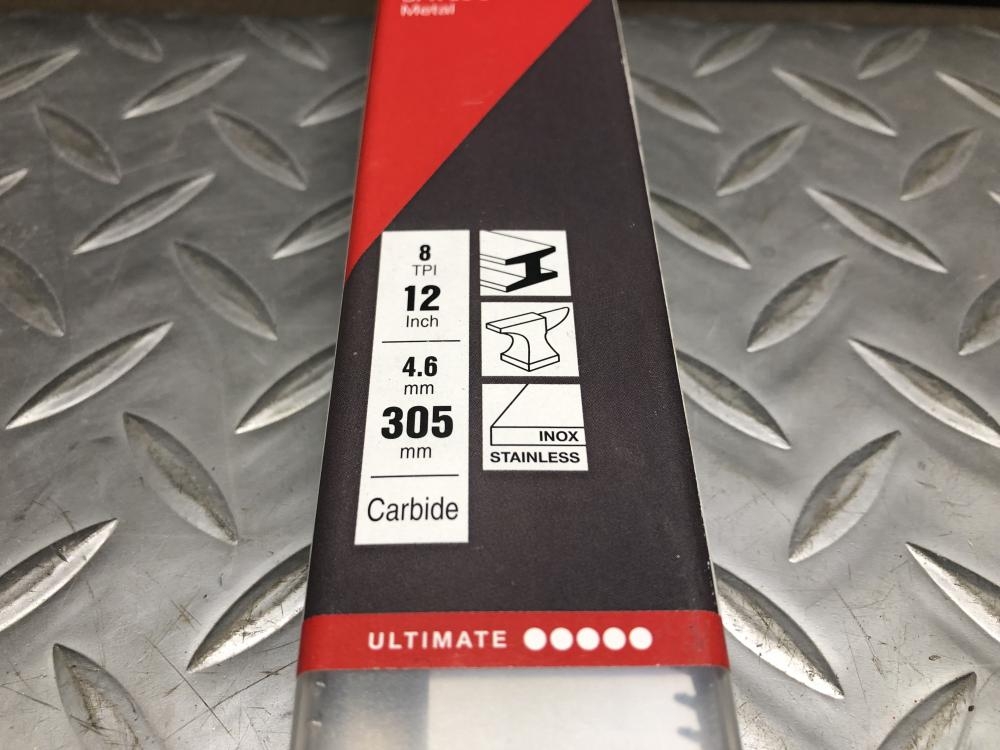 Metal
8
TPI
12
Inch
4.6
mm
305
mm
Carbide
INOX
STAINLESS
ULTIMATE